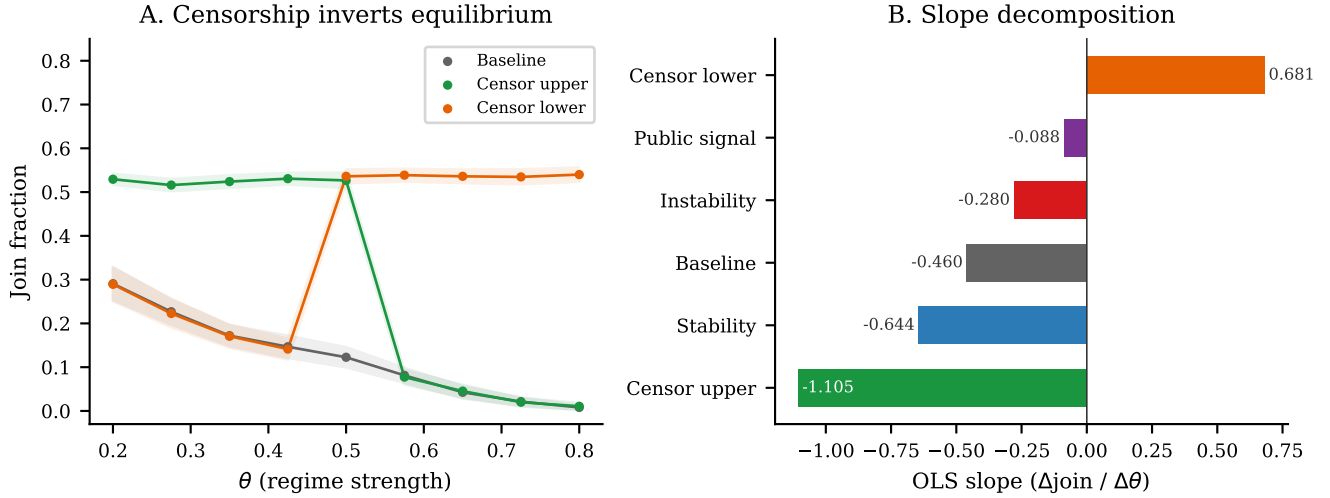 A. Censorship inverts equilibrium
Join fraction
0.8
0.7
0.6
0.5
0.4
0.3
0.2
0.1
0.0
Baseline
Censor upper
Censor lower
0.2 0.3 0.4 0.5 0.6 0.7 0.8
θ (regime strength)
B. Slope decomposition
Censor lower 0.681
Public signal -0.088
Instability -0.280
Baseline -0.460
Stability -0.644
Censor upper -1.105
−1.00 −0.75 −0.50 −0.25 0.00 0.25 0.50 0.75
OLS slope (Δjoin / Δθ)